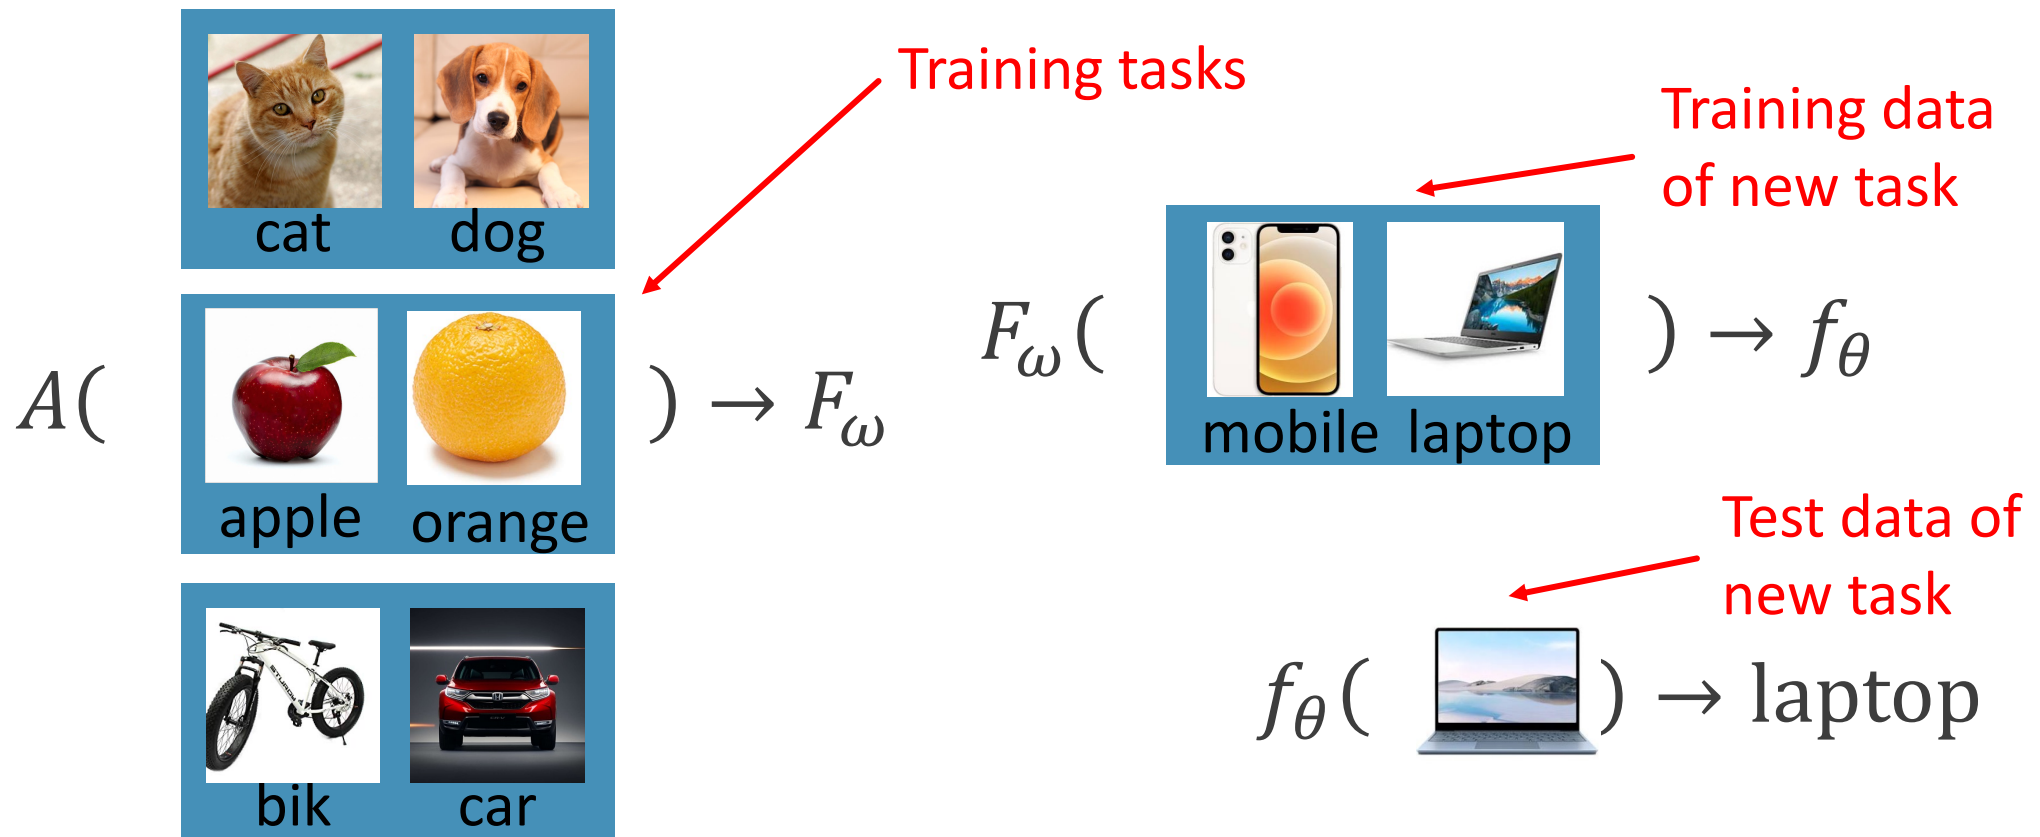 cat dog
Training tasks
A( apple orange ) → Fω
bik car
STURDY
Training data
of new task
Fω( mobile laptop ) → fθ
Test data of
new task
fθ( ) → laptop